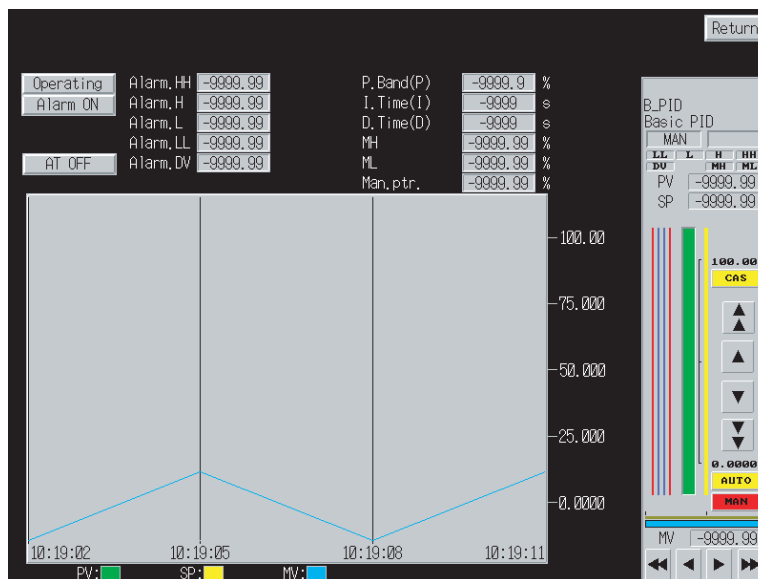 Return
Operating
Alarm ON
AT OFF
Alarm.HH -9999.99
Alarm.H -9999.99
Alarm.L -9999.99
Alarm.LL -9999.99
Alarm.DV -9999.99
P.Band(P) -9999.9 %
I.Time(I) -9999 s
D.Time(D) -9999 s
MH -9999.99 %
ML -9999.99 %
Man.ptr. -9999.99 %
100.00
75.000
50.000
25.000
0.0000
10:19:02 10:19:05 10:19:08 10:19:11
PV: SP: MV:
B_PID
Basic PID
MAN
LL L H HH
DV MH ML
PV -9999.99
SP -9999.99
100.00
CAS
0.0000
AUTO
MAN
MV -9999.99